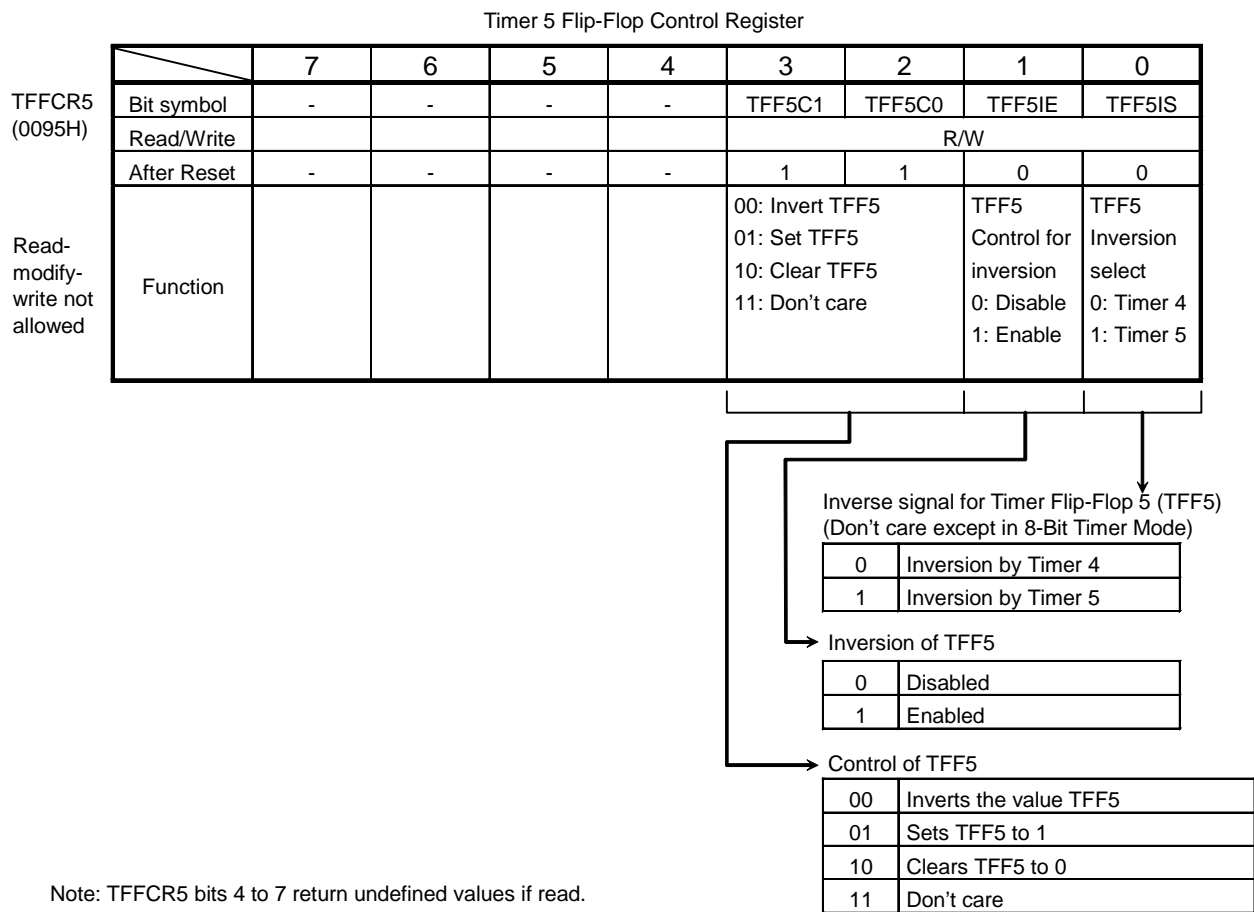 Timer 5 Flip-Flop Control Register
7 6 5 4 3 2 1 0
TFFCR5
(0095H)
Bit symbol - - - - TFF5C1 TFF5C0 TFF5IE TFF5IS
Read/Write R/W
After Reset - - - - 1 1 0 0
Read-
modify-
write not
allowed
Function
00: Invert TFF5
01: Set TFF5
10: Clear TFF5
11: Don't care
TFF5
Control for
inversion
0: Disable
1: Enable
TFF5
Inversion
select
0: Timer 4
1: Timer 5
Inverse signal for Timer Flip-Flop 5 (TFF5)
(Don't care except in 8-Bit Timer Mode)
0 Inversion by Timer 4
1 Inversion by Timer 5
Inversion of TFF5
0 Disabled
1 Enabled
Control of TFF5
00 Inverts the value TFF5
01 Sets TFF5 to 1
10 Clears TFF5 to 0
11 Don't care
Note: TFFCR5 bits 4 to 7 return undefined values if read.